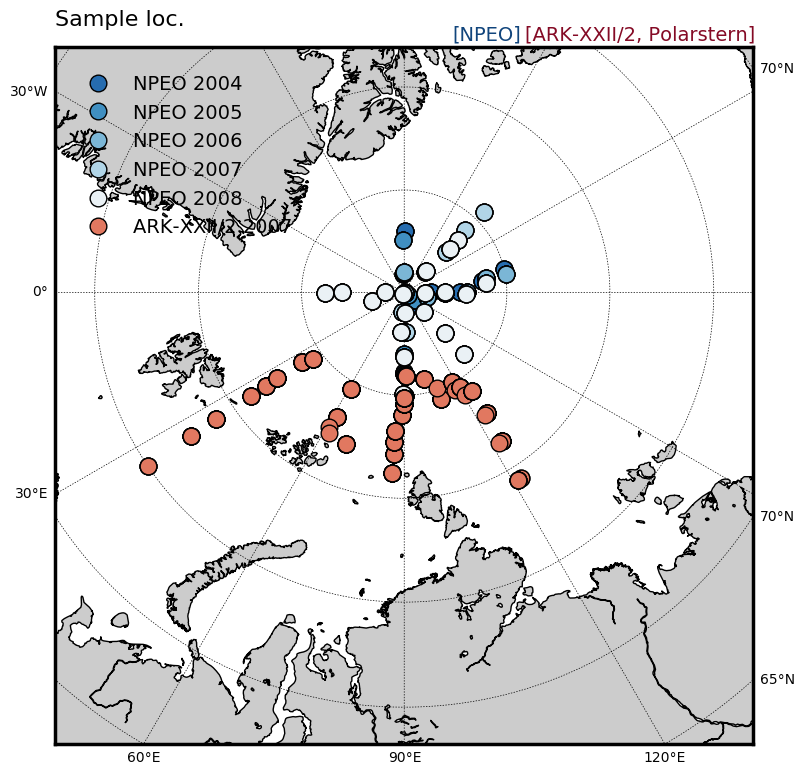 Sample loc.
[NPEO] [ARK-XXII/2, Polarstern]
70°N
30°W
NPEO 2004
NPEO 2005
NPEO 2006
NPEO 2007
NPEO 2008
ARK-XXII/2 2007
0°
30°E
70°N
65°N
60°E
90°E
120°E